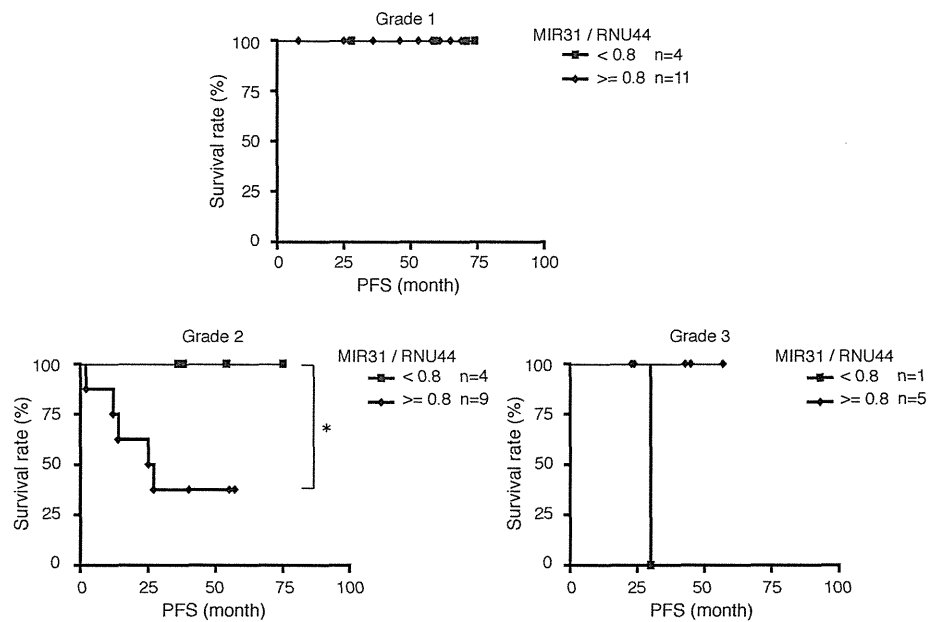 Grade 1
MIR31 / RNU44
< 0.8 n=4
>= 0.8 n=11
Survival rate (%)
100
75
50
25
0
0 25 50 75 100
PFS (month)
Grade 2
MIR31 / RNU44
< 0.8 n=4
>= 0.8 n=9
Survival rate (%)
100
75
50
25
0
*
0 25 50 75 100
PFS (month)
Grade 3
MIR31 / RNU44
< 0.8 n=1
>= 0.8 n=5
Survival rate (%)
100
75
50
25
0
0 25 50 75 100
PFS (month)